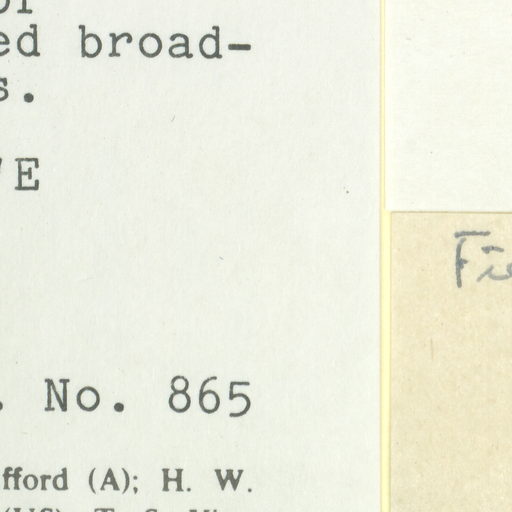 ed broad-
s.
'E
. No. 865
fford (A); H. W.